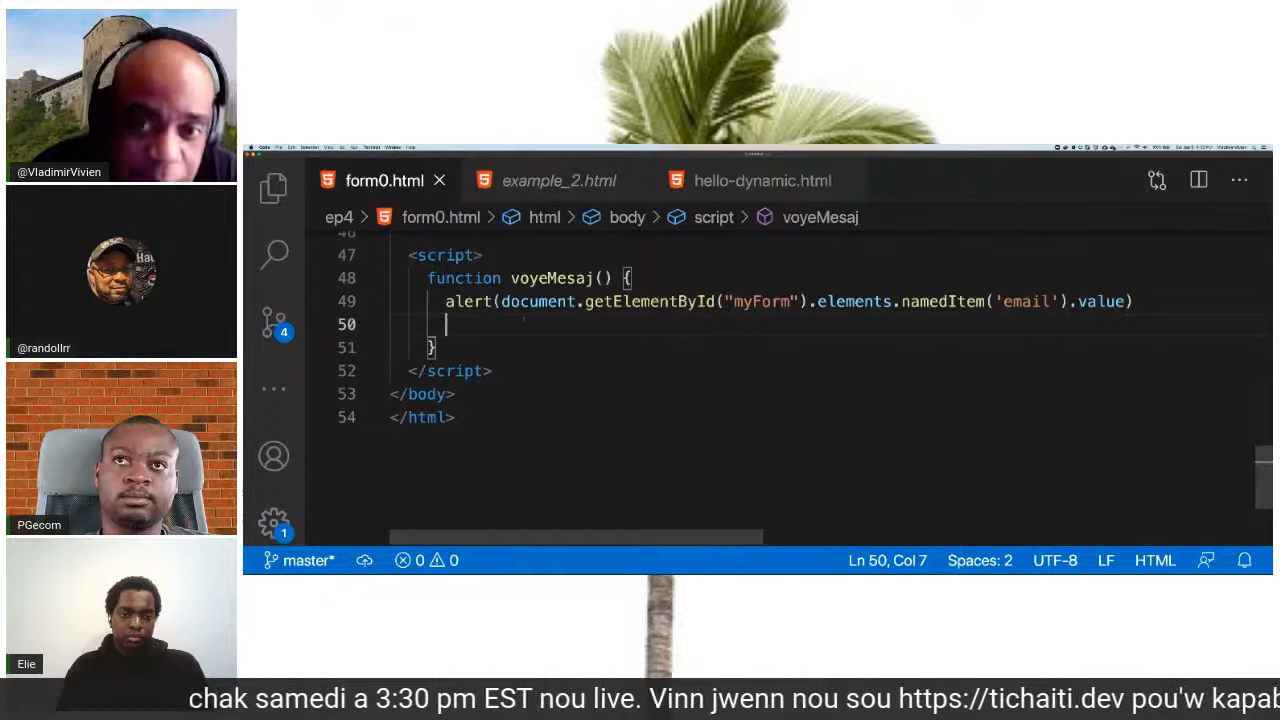 @VladimirVivien
@randollrr
PGecom
Elie
form0.html
example_2.html
hello-dynamic.html
ep4 > form0.html > html > body > script > voyeMesaj
46
47 <script>
48 function voyeMesaj() {
49 alert(document.getElementById("myForm").elements.namedItem('email').value)
50
51 }
52 </script>
53 </body>
54 </html>
4
1
master* 0 0 Ln 50, Col 7 Spaces: 2 UTF-8 LF HTML
chak samedi a 3:30 pm EST nou live. Vinn jwenn nou sou https://tichaiti.dev pou'w kapab